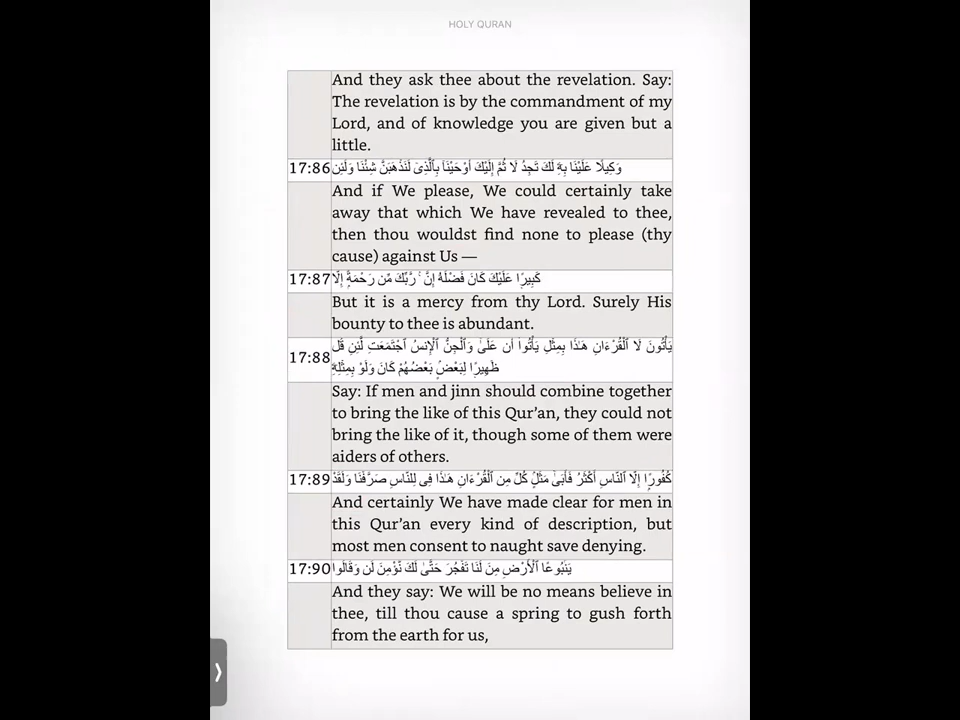 HOLY QURAN
And they ask thee about the revelation. Say:
The revelation is by the commandment of my
Lord, and of knowledge you are given but a
little.
17:86 وَكِيلًا عَلَيْنَا بِهِۦ لَكَ تَجِدُ لَا ثُمَّ إِلَيْكَ أَوْحَيْنَا بِٱلَّذِىٓ لَنَذْهَبَنَّ شِئْنَا وَلَئِن
And if We please, We could certainly take
away that which We have revealed to thee,
then thou wouldst find none to please (thy
cause) against Us —
17:87 كَبِيرًا عَلَيْكَ كَانَ فَضْلَهُۥ إِنَّ ۚ رَّبِّكَ مِّن رَحْمَةً إِلَّا
But it is a mercy from thy Lord. Surely His
bounty to thee is abundant.
17:88 يَأْتُونَ لَا ٱلْقُرْءَانِ هَـٰذَا بِمِثْلِ يَأْتُوا۟ أَن عَلَىٰٓ وَٱلْجِنُّ ٱلْإِنسُ ٱجْتَمَعَتِ لَّئِنِ قُل
ظَهِيرًا لِبَعْضٍ بَعْضُهُمْ كَانَ وَلَوْ بِمِثْلِهِۦ
Say: If men and jinn should combine together
to bring the like of this Qur’an, they could not
bring the like of it, though some of them were
aiders of others.
17:89 كُفُورًا إِلَّا ٱلنَّاسِ أَكْثَرُ فَأَبَىٰٓ مَثَلٍ كُلِّ مِن ٱلْقُرْءَانِ هَـٰذَا فِى لِلنَّاسِ صَرَّفْنَا وَلَقَدْ
And certainly We have made clear for men in
this Qur’an every kind of description, but
most men consent to naught save denying.
17:90 يَنۢبُوعًا ٱلْأَرْضِ مِنَ لَنَا تَفْجُرَ حَتَّىٰ لَكَ نُّؤْمِنَ لَن وَقَالُوا۟
And they say: We will be no means believe in
thee, till thou cause a spring to gush forth
from the earth for us,